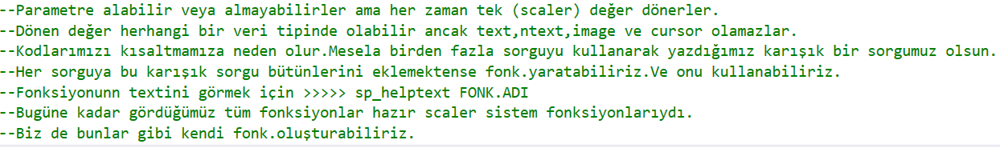 --Parametre alabilir veya almayabilirler ama her zaman tek (scaler) değer dönerler.
--Dönen değer herhangi bir veri tipinde olabilir ancak text,ntext,image ve cursor olamazlar.
--Kodlarımızı kısaltmamıza neden olur.Mesela birden fazla sorguyu kullanarak yazdığımız karışık bir sorgumuz olsun.
--Her sorguya bu karışık sorgu bütünlerini eklemektense fonk.yaratabiliriz.Ve onu kullanabiliriz.
--Fonksiyonunn textini görmek için >>>>> sp_helptext FONK.ADI
--Bugüne kadar gördüğümüz tüm fonksiyonlar hazır scaler sistem fonksiyonlarıydı.
--Biz de bunlar gibi kendi fonk.oluşturabiliriz.